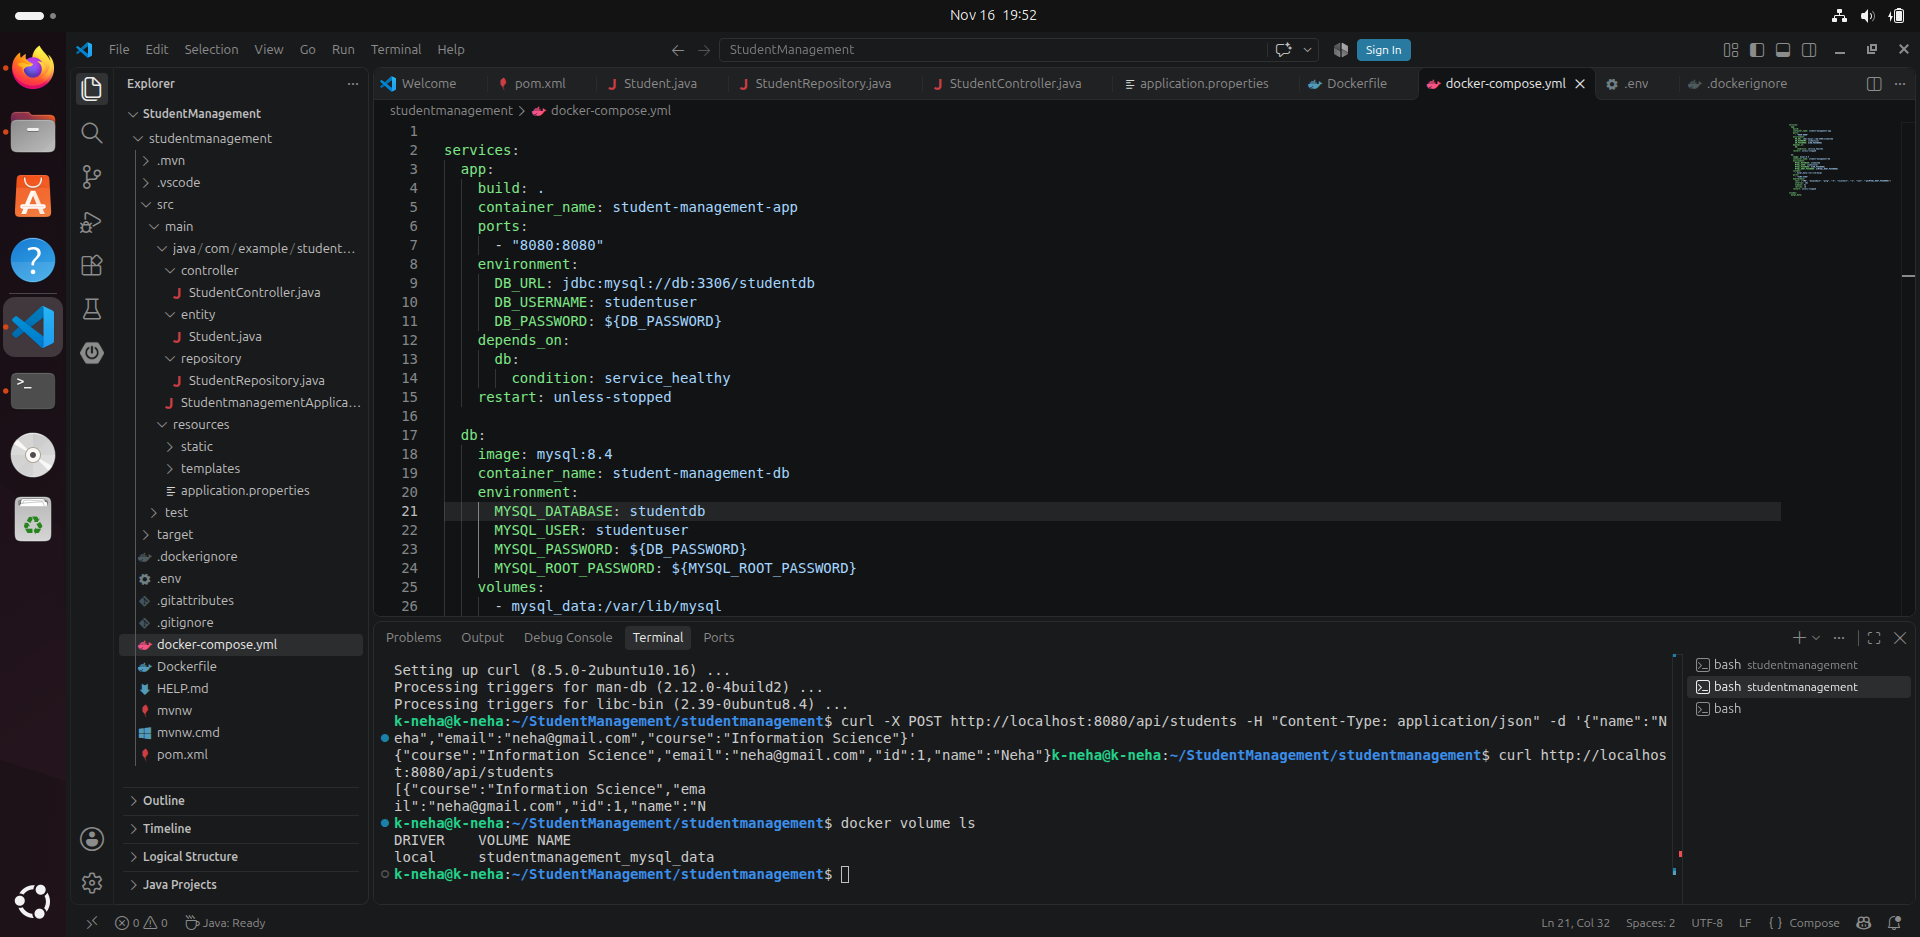 Nov 16 19:52
File Edit Selection View Go Run Terminal Help
StudentManagement
Sign In
Explorer
Welcome pom.xml Student.java StudentRepository.java StudentController.java application.properties Dockerfile docker-compose.yml .env .dockerignore
studentmanagement > docker-compose.yml
StudentManagement
studentmanagement
.mvn
.vscode
src
main
java/com/example/student...
controller
StudentController.java
entity
Student.java
repository
StudentRepository.java
StudentmanagementApplica...
resources
static
templates
application.properties
test
target
.dockerignore
.env
.gitattributes
.gitignore
docker-compose.yml
Dockerfile
HELP.md
mvnw
mvnw.cmd
pom.xml
Outline
Timeline
Logical Structure
Java Projects
1
2 services:
3 app:
4 build: .
5 container_name: student-management-app
6 ports:
7 - "8080:8080"
8 environment:
9 DB_URL: jdbc:mysql://db:3306/studentdb
10 DB_USERNAME: studentuser
11 DB_PASSWORD: ${DB_PASSWORD}
12 depends_on:
13 db:
14 condition: service_healthy
15 restart: unless-stopped
16
17 db:
18 image: mysql:8.4
19 container_name: student-management-db
20 environment:
21 MYSQL_DATABASE: studentdb
22 MYSQL_USER: studentuser
23 MYSQL_PASSWORD: ${DB_PASSWORD}
24 MYSQL_ROOT_PASSWORD: ${MYSQL_ROOT_PASSWORD}
25 volumes:
26 - mysql_data:/var/lib/mysql
Problems Output Debug Console Terminal Ports
Setting up curl (8.5.0-2ubuntu10.16) ...
Processing triggers for man-db (2.12.0-4build2) ...
Processing triggers for libc-bin (2.39-0ubuntu8.4) ...
k-neha@k-neha:~/StudentManagement/studentmanagement$ curl -X POST http://localhost:8080/api/students -H "Content-Type: application/json" -d '{"name":"N
eha","email":"neha@gmail.com","course":"Information Science"}'
{"course":"Information Science","email":"neha@gmail.com","id":1,"name":"Neha"}k-neha@k-neha:~/StudentManagement/studentmanagement$ curl http://localhos
t:8080/api/students
[{"course":"Information Science","ema
il":"neha@gmail.com","id":1,"name":"N
k-neha@k-neha:~/StudentManagement/studentmanagement$ docker volume ls
DRIVER VOLUME NAME
local studentmanagement_mysql_data
k-neha@k-neha:~/StudentManagement/studentmanagement$
bash studentmanagement
bash studentmanagement
bash
0 0 Java: Ready
Ln 21, Col 32 Spaces: 2 UTF-8 LF { } Compose